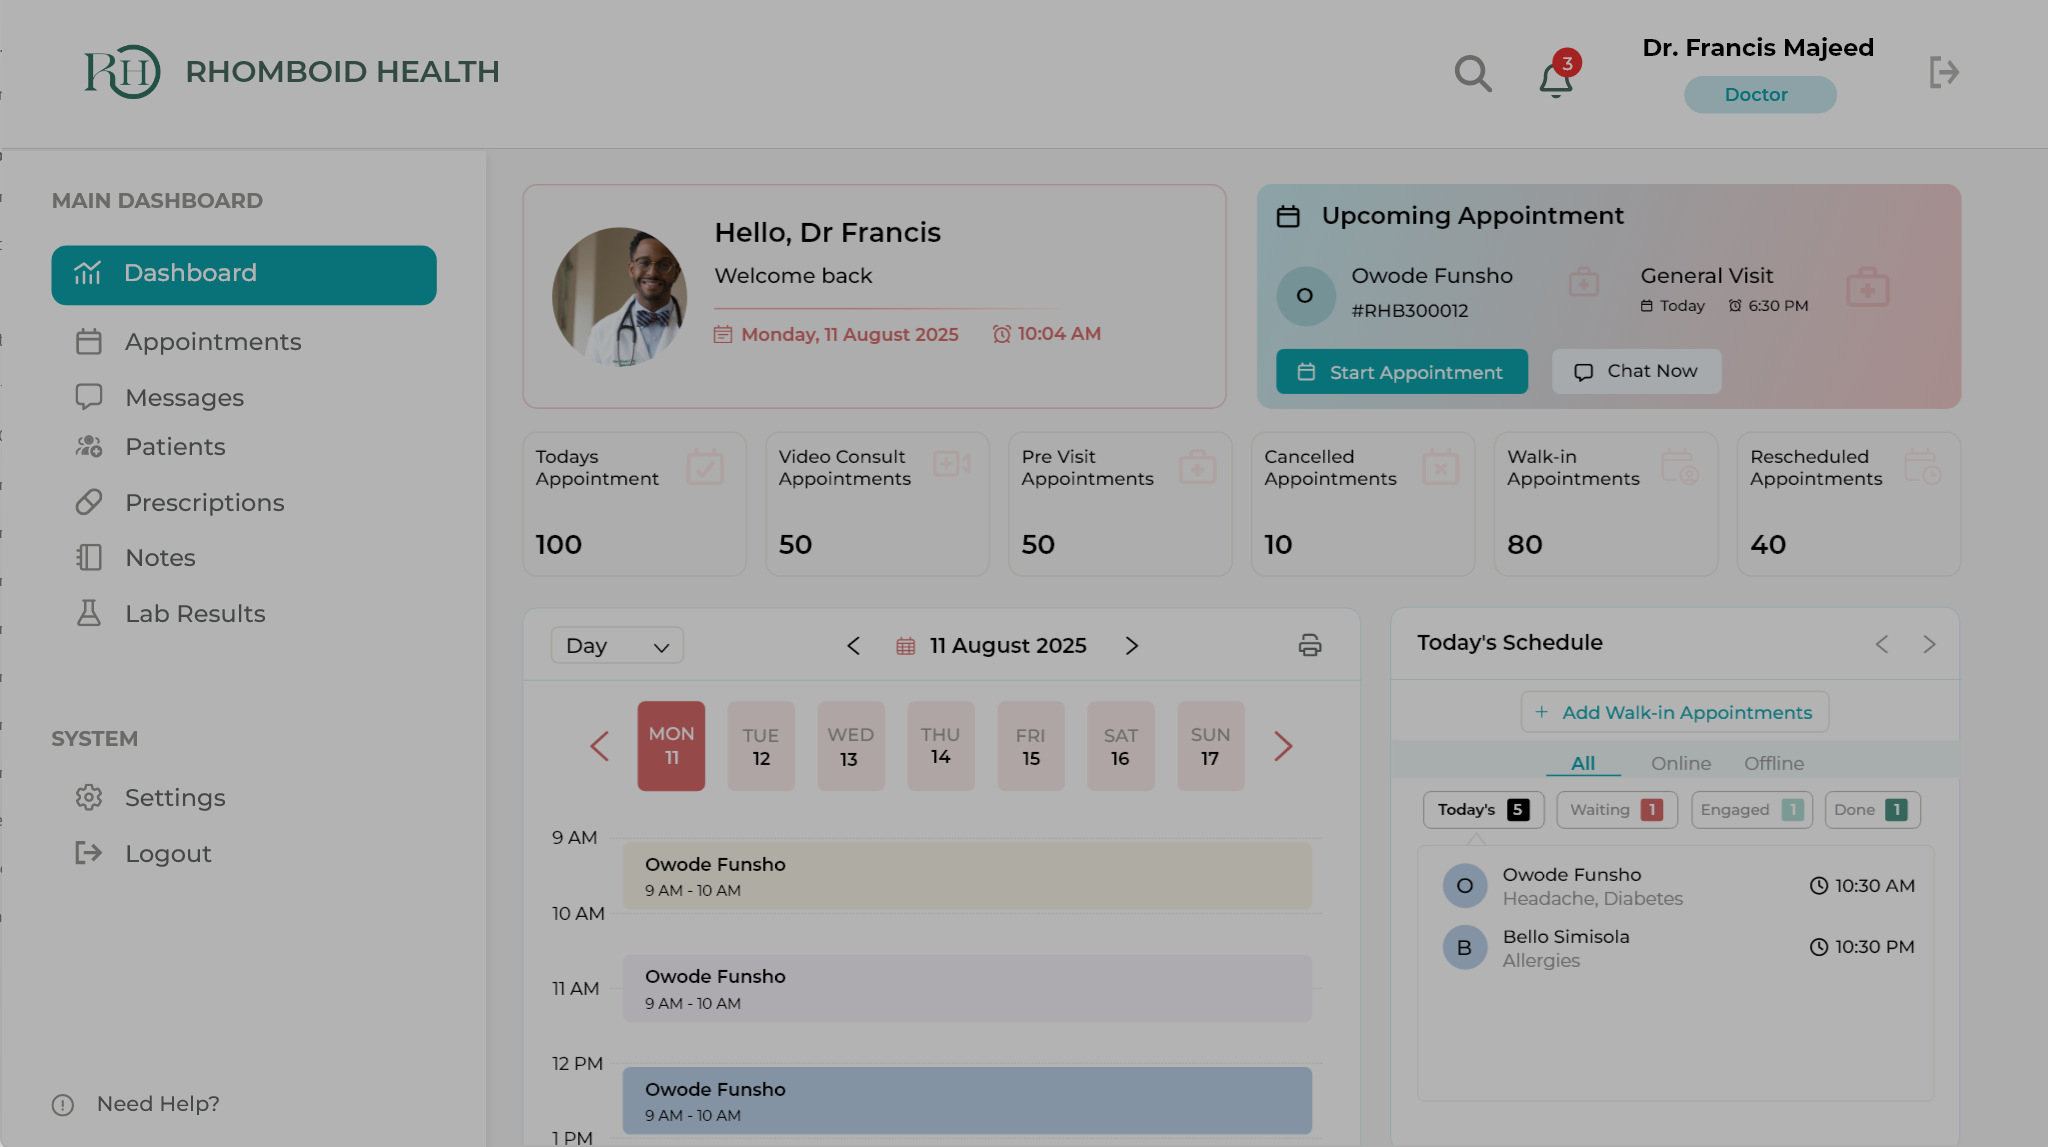 RH RHOMBOID HEALTH
3
Dr. Francis Majeed
Doctor
MAIN DASHBOARD
Dashboard
Appointments
Messages
Patients
Prescriptions
Notes
Lab Results
SYSTEM
Settings
Logout
Need Help?
Hello, Dr Francis
Welcome back
Monday, 11 August 2025 10:04 AM
Upcoming Appointment
O
Owode Funsho
#RHB300012
General Visit
Today 6:30 PM
Start Appointment
Chat Now
Todays
Appointment
100
Video Consult
Appointments
50
Pre Visit
Appointments
50
Cancelled
Appointments
10
Walk-in
Appointments
80
Rescheduled
Appointments
40
Day
11 August 2025
MON
11
TUE
12
WED
13
THU
14
FRI
15
SAT
16
SUN
17
9 AM
Owode Funsho
9 AM - 10 AM
10 AM
Owode Funsho
11 AM
9 AM - 10 AM
12 PM
Owode Funsho
9 AM - 10 AM
1 PM
Today's Schedule
+ Add Walk-in Appointments
All Online Offline
Today's 5 Waiting 1 Engaged 1 Done 1
O
Owode Funsho
Headache, Diabetes
10:30 AM
B
Bello Simisola
Allergies
10:30 PM